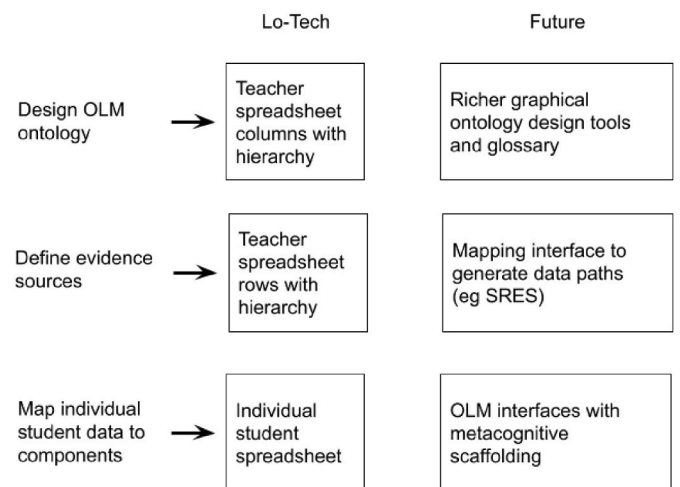 Lo-Tech
Future
Design OLM
ontology
Teacher
spreadsheet
columns with
hierarchy
Richer graphical
ontology design tools
and glossary
Define evidence
sources
Teacher
spreadsheet
rows with
hierarchy
Mapping interface to
generate data paths
(eg SRES)
Map individual
student data to
components
Individual
student
spreadsheet
OLM interfaces with
metacognitive
scaffolding